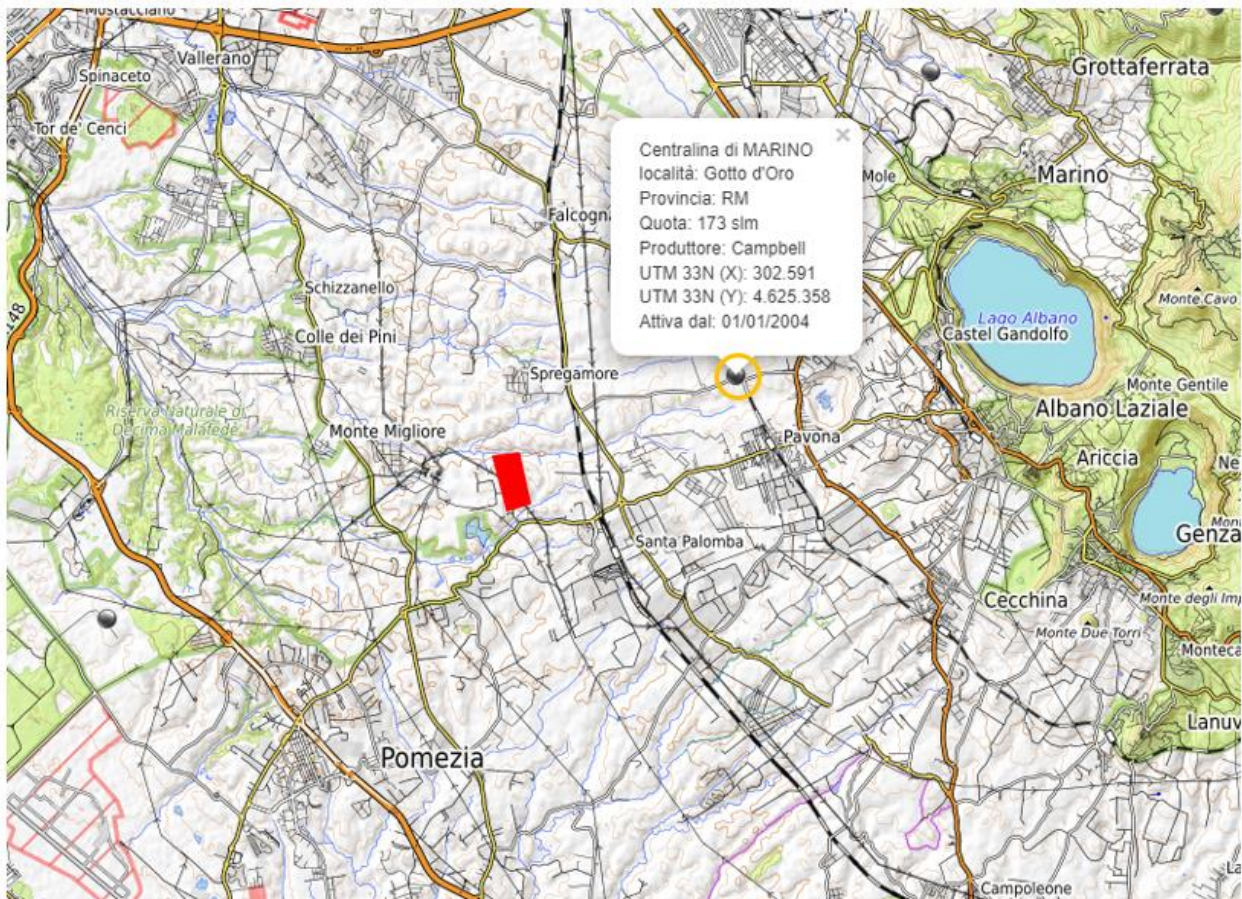 Mostacciano
Vallerano
Spinaceto
Tor de' Cenci
Grottaferrata
Centralina di MARINO
località: Gotto d'Oro
Provincia: RM
Quota: 173 slm
Produttore: Campbell
UTM 33N (X): 302.591
UTM 33N (Y): 4.625.358
Attiva dal: 01/01/2004
×
Mole
Marino
Falcogna
Schizzanello
148
Colle dei Pini
Monte Cavo
Lago Albano
Castel Gandolfo
Spregamore
Monte Gentile
Riserva Naturale di
Decima Malafede
Albano Laziale
Monte Migliore
Pavona
Ariccia
Ne
Mont
Genza
Santa Palomba
Cecchina
Monte degli Imp
Monte Due Torri
Monteca
Lanuv
Pomezia
La
Campoleone